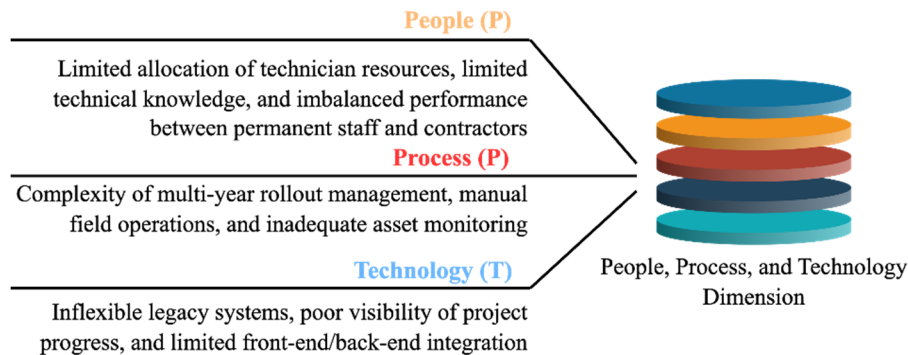 People (P)
Limited allocation of technician resources, limited
technical knowledge, and imbalanced performance
between permanent staff and contractors
Process (P)
Complexity of multi-year rollout management, manual
field operations, and inadequate asset monitoring
Technology (T)
Inflexible legacy systems, poor visibility of project
progress, and limited front-end/back-end integration
People, Process, and Technology
Dimension